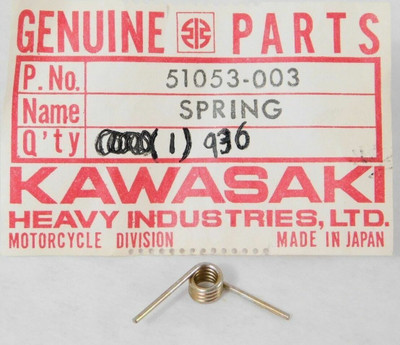 GENUINE PARTS
P.No. 51053-003
Name SPRING
Q'ty (1) 936
KAWASAKI
HEAVY INDUSTRIES, LTD.
MOTORCYCLE DIVISION MADE IN JAPAN